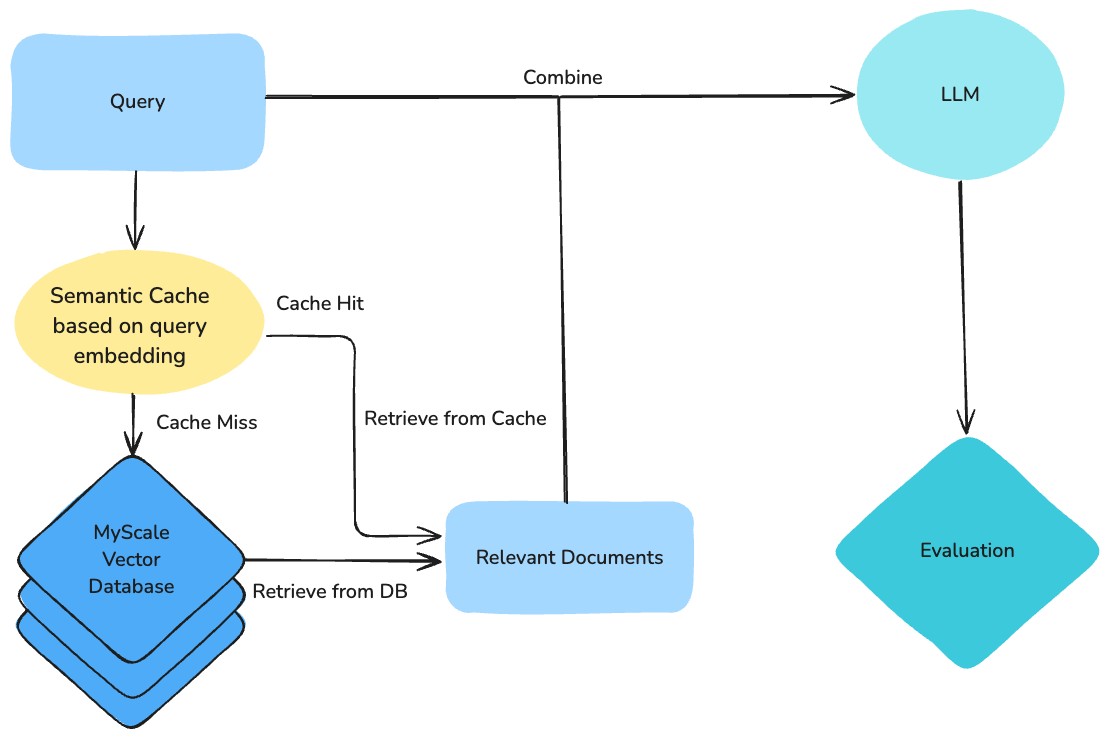 Query
Combine
LLM
Semantic Cache
based on query
embedding
Cache Hit
Cache Miss
Retrieve from Cache
MyScale
Vector
Database
Retrieve from DB
Relevant Documents
Evaluation